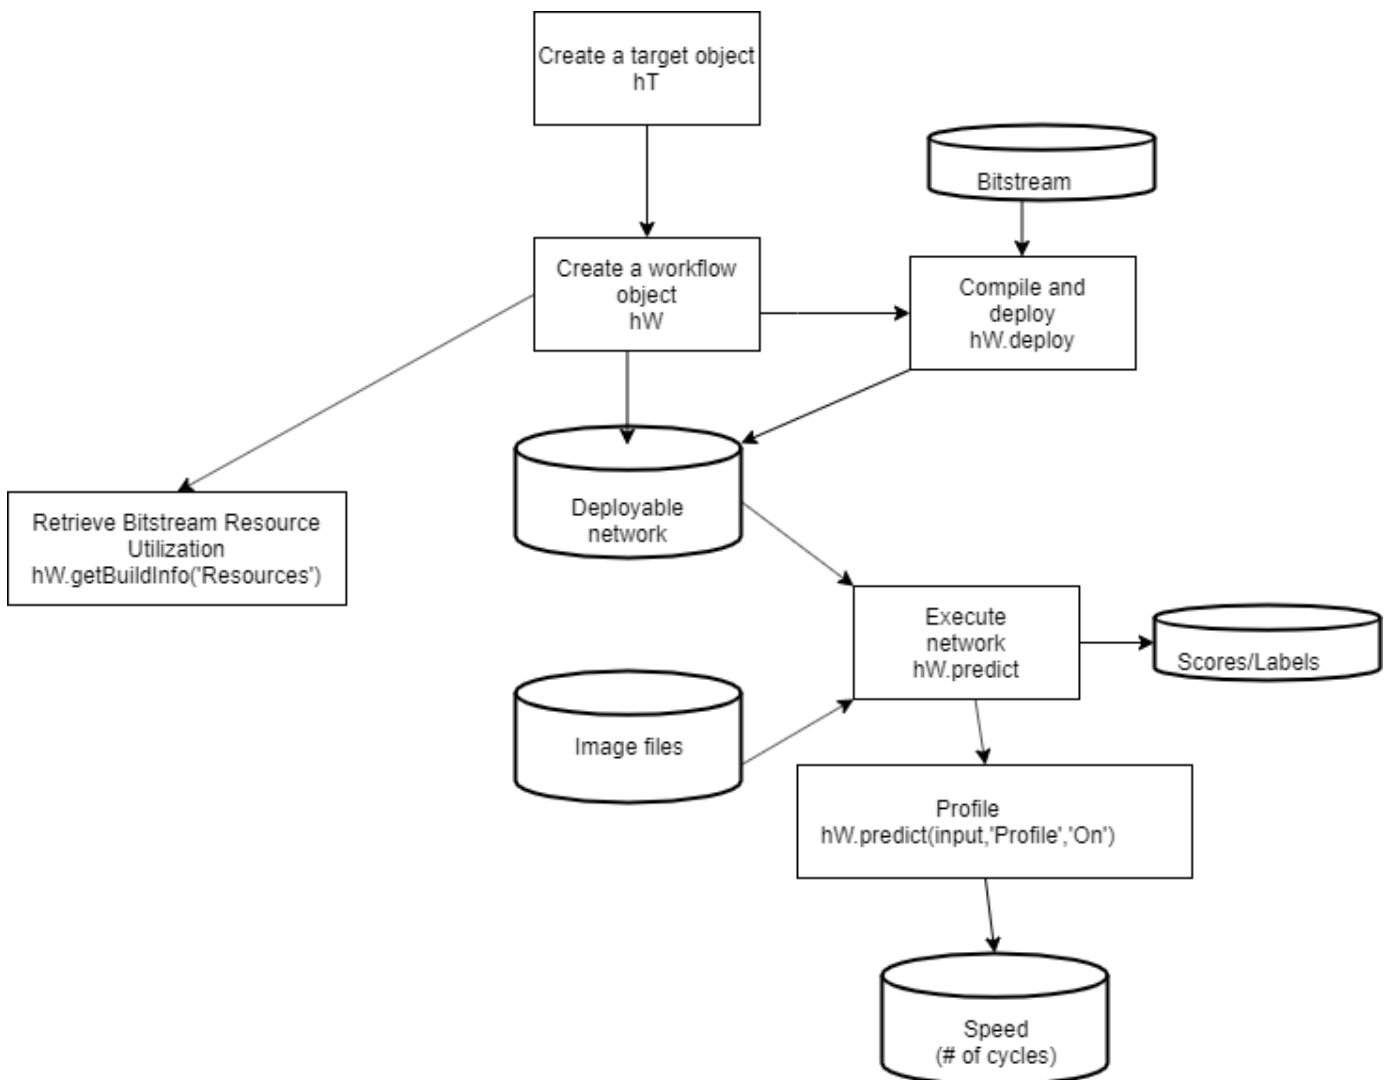 Create a target object
hT
Bitstream
Create a workflow
object
hW
Compile and
deploy
hW.deploy
Retrieve Bitstream Resource
Utilization
hW.getBuildInfo('Resources')
Deployable
network
Execute
network
hW.predict
Scores/Labels
Image files
Profile
hW.predict(input,'Profile','On')
Speed
(# of cycles)